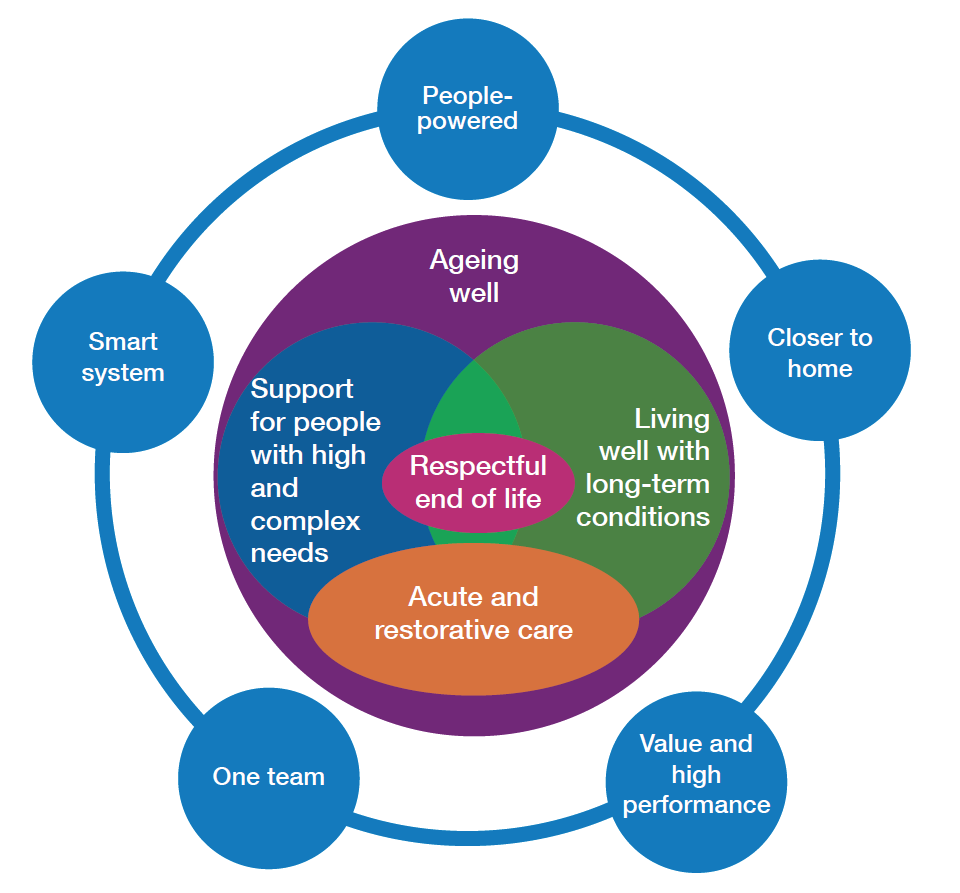 People-
powered
Ageing
well
Smart
system
Closer to
home
Support
for people
with high
and
complex
needs
Living
well with
long-term
conditions
Respectful
end of life
Acute and
restorative care
One team
Value and
high
performance